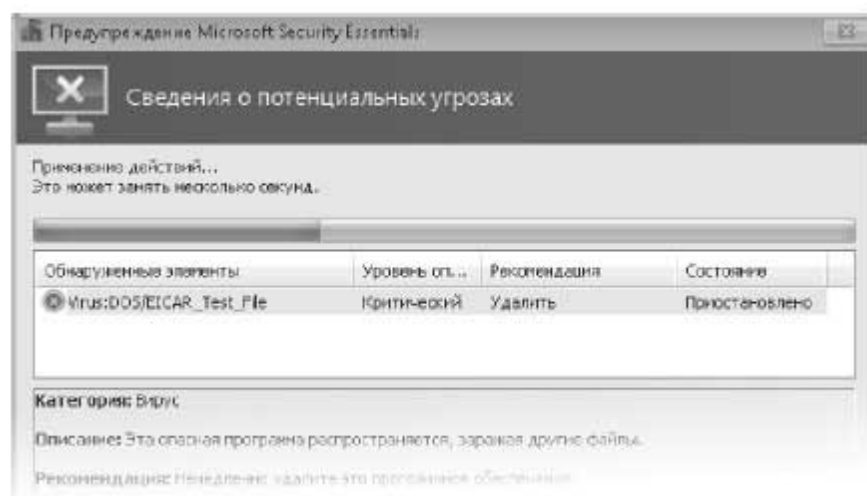 Предупреждение Microsoft Security Essentials
Сведения о потенциальных угрозах
Применение действий...
Это может занять несколько секунд.
Обнаруженные элементы Уровень оп... Рекомендация Состояние
Virus:DOS/EICAR_Test_File Критический Удалить Приостановлено
Категория: Вирус
Описание: Эта опасная программа распространяется, заражая другие файлы.
Рекомендация: Немедленно удалите это программное обеспечение.